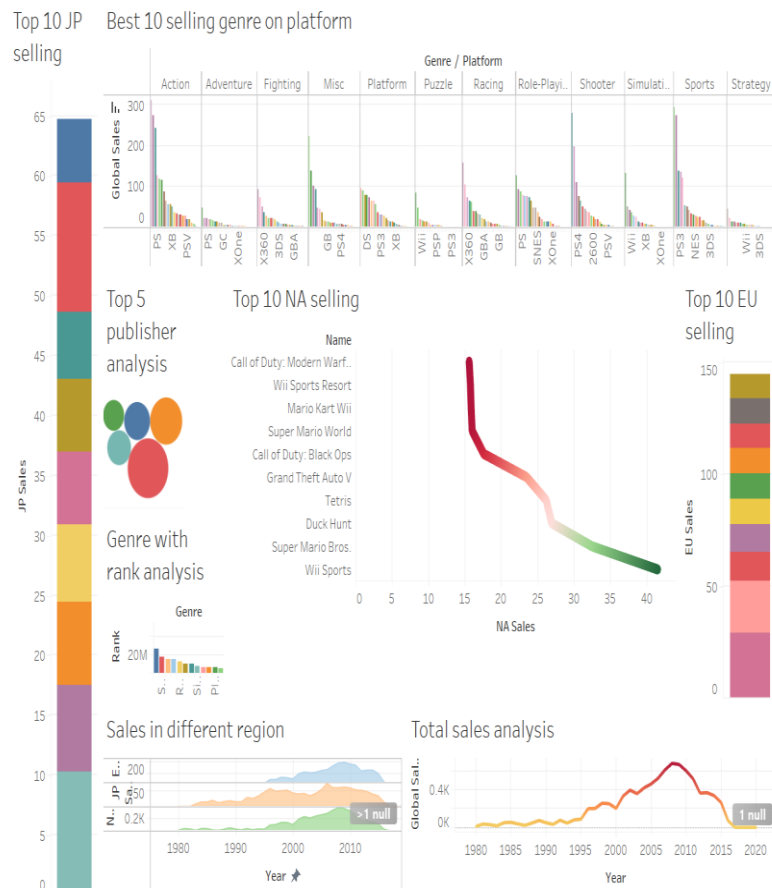 Top 10 JP
selling
JP Sales
65
60
55
50
45
40
35
30
25
20
15
10
5
0
Best 10 selling genre on platform
Genre / Platform
Action Adventure Fighting Misc Platform Puzzle Racing Role-Playi.. Shooter Simulati.. Sports Strategy
Global Sales
300
200
100
0
PS XB PSV PS GC XOne X360 3DS GBA GB PS4 DS PS3 XB Wii PSP PS3 X360 GBA GB PS SNES XOne PS4 2600 PSV Wii XB XOne PS3 NES 3DS Wii 3DS
Top 5
publisher
analysis
Top 10 NA selling
Name
Call of Duty: Modern Warf..
Wii Sports Resort
Mario Kart Wii
Super Mario World
Call of Duty: Black Ops
Grand Theft Auto V
Tetris
Duck Hunt
Super Mario Bros.
Wii Sports
0 5 10 15 20 25 30 35 40
NA Sales
Top 10 EU
selling
EU Sales
150
100
50
0
Genre with
rank analysis
Genre
Rank
20M
S.. R.. Si.. Pl..
Sales in different region
E..
200
JP Sa..
50
N..
0.2K
>1 null
1980 1990 2000 2010
Year
Total sales analysis
Global Sal..
0.4K
0K
1 null
1980 1985 1990 1995 2000 2005 2010 2015 2020
Year